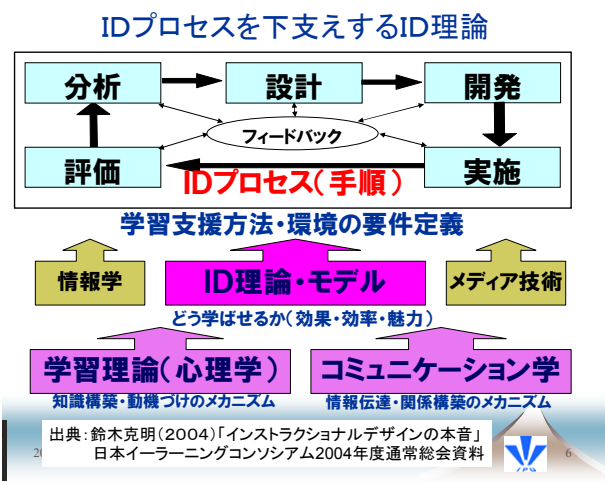 IDプロセスを下支えするID理論
分析
設計
開発
フィードバック
評価
IDプロセス(手順)
実施
学習支援方法・環境の要件定義
情報学
ID理論・モデル
メディア技術
どう学ばせるか(効果・効率・魅力)
学習理論(心理学)
コミュニケーション学
知識構築・動機づけのメカニズム
情報伝達・関係構築のメカニズム
出典:鈴木克明(2004)「インストラクショナルデザインの本音」
日本イーラーニングコンソシアム2004年度通常総会資料
6